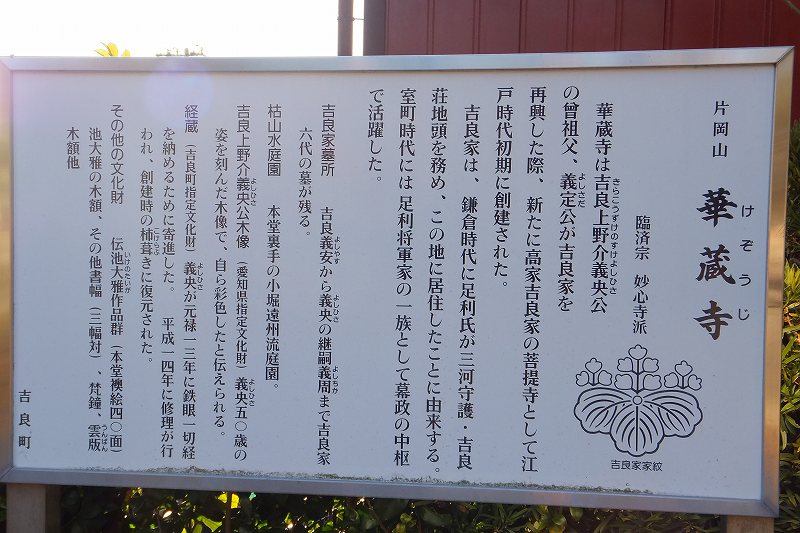 片岡山 華蔵寺
けぞうじ
臨済宗 妙心寺派
華蔵寺は吉良上野介義央公
きらこうずけのすけよしひさ
の曽祖父、義定公が吉良家を
よしさだ
再興した際、新たに高家吉良家の菩提寺として江
戸時代初期に創建された。
吉良家は、鎌倉時代に足利氏が三河守護・吉良
荘地頭を務め、この地に居住したことに由来する。
室町時代には足利将軍家の一族として幕政の中枢
で活躍した。
吉良家家紋
吉良家墓所 吉良義安から義央の継嗣義周まで吉良家
よしやす よしひさ よしちか
六代の墓が残る。
枯山水庭園 本堂裏手の小堀遠州流庭園。
吉良上野介義央公木像（愛知県指定文化財）義央五〇歳の
よしひさ よしひさ
姿を刻んだ木像で、自ら彩色したと伝えられる。
経蔵（吉良町指定文化財）義央が元禄一三年に鉄眼一切経
よしひさ
を納めるために寄進した。 平成一四年に修理が行
われ、創建時の杮葺きに復元された。
こけらぶ
その他の文化財 伝池大雅作品群（本堂襖絵四〇面）
いけのたいが
池大雅の木額、その他書幅（三幅対）、梵鐘、雲版
うんぱん
木額他
吉良町